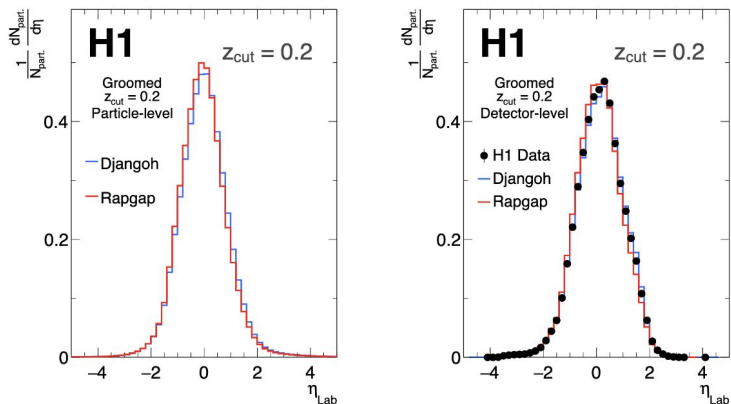 1/N_part. dN_part./dη
H1
z_cut = 0.2
Groomed
z_cut = 0.2
Particle-level
Djangoh
Rapgap
0.4
0.2
0
−4 −2 0 2 4
η_Lab
1/N_part. dN_part./dη
H1
z_cut = 0.2
Groomed
z_cut = 0.2
Detector-level
H1 Data
Djangoh
Rapgap
0.4
0.2
0
−4 −2 0 2 4
η_Lab